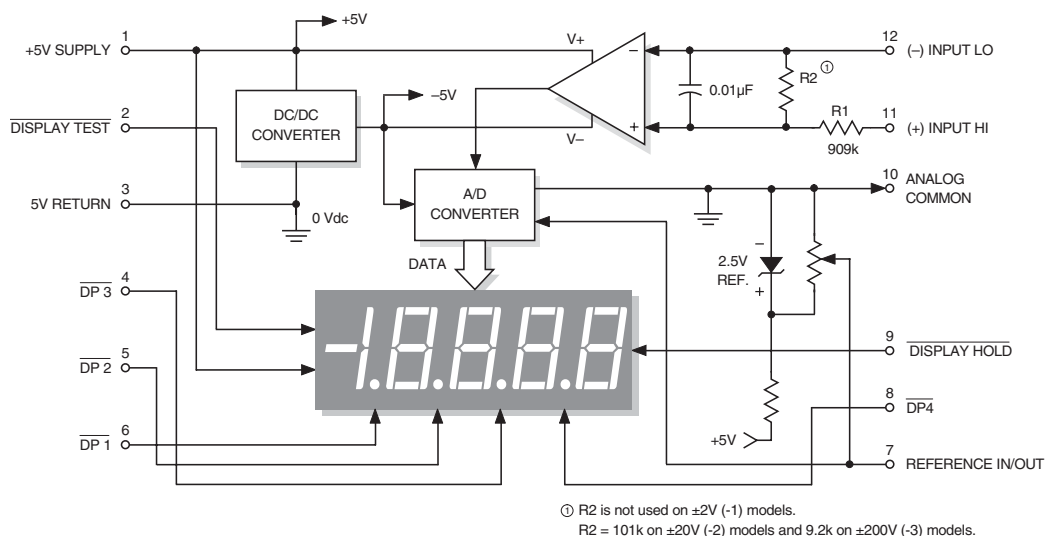 +5V
1
+5V SUPPLY
V+
12
(–) INPUT LO
R2 ①
0.01µF
–5V
DC/DC
CONVERTER
2
DISPLAY TEST
R1
11
(+) INPUT HI
V–
909k
3
5V RETURN
0 Vdc
A/D
CONVERTER
10
ANALOG
COMMON
DATA
2.5V
REF.
–
+
4
DP 3
-1.8.8.8.8
9
DISPLAY HOLD
5
DP 2
8
DP4
6
DP 1
+5V
7
REFERENCE IN/OUT
① R2 is not used on ±2V (-1) models.
R2 = 101k on ±20V (-2) models and 9.2k on ±200V (-3) models.